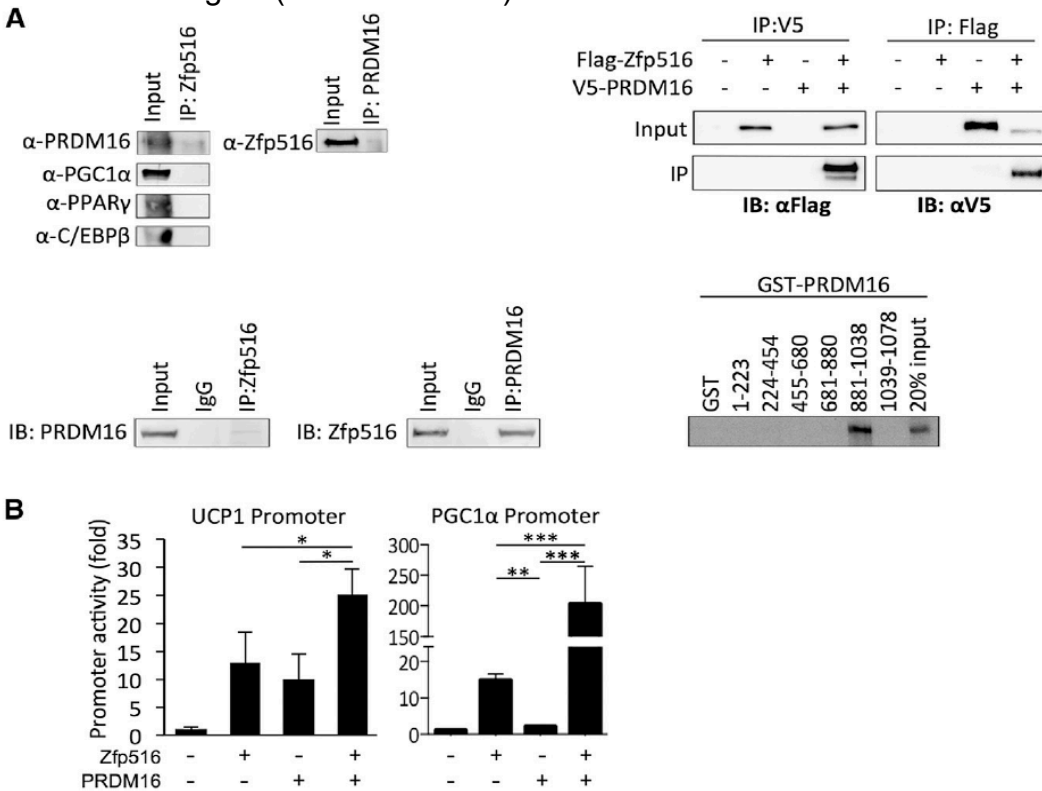 A
Input
IP: Zfp516
α-PRDM16
α-PGC1α
α-PPARγ
α-C/EBPβ
Input
IP: PRDM16
α-Zfp516
IP:V5
IP: Flag
Flag-Zfp516 - + - + - + - +
V5-PRDM16 - - + + - - + +
Input
IP
IB: αFlag
IB: αV5
Input
IgG
IP:Zfp516
IB: PRDM16
Input
IgG
IP:PRDM16
IB: Zfp516
GST-PRDM16
GST
1-223
224-454
455-680
681-880
881-1038
1039-1078
20% input
B
UCP1 Promoter
Promoter activity (fold)
35
30
25
20
15
10
5
0
*
*
PGC1α Promoter
300
250
200
150
20
10
0
***
***
**
Zfp516 - + - + - + - +
PRDM16 - - + + - - + +